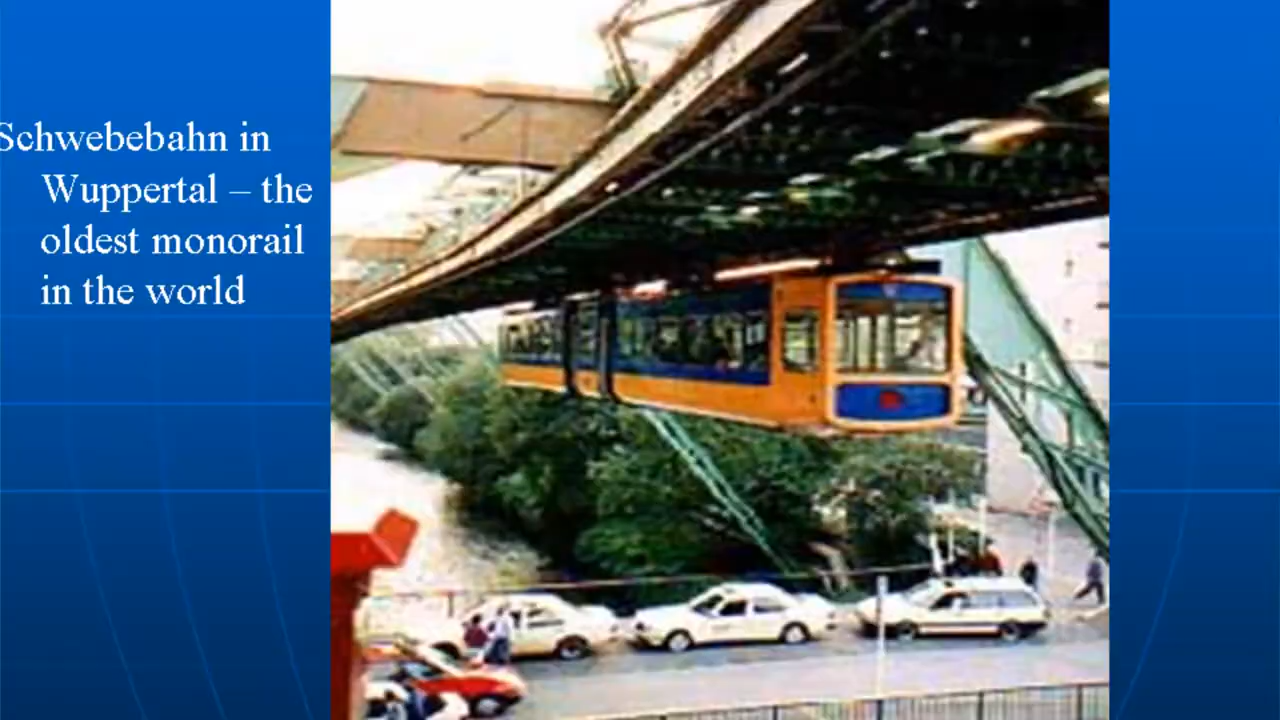 Schwebebahn in
Wuppertal – the
oldest monorail
in the world